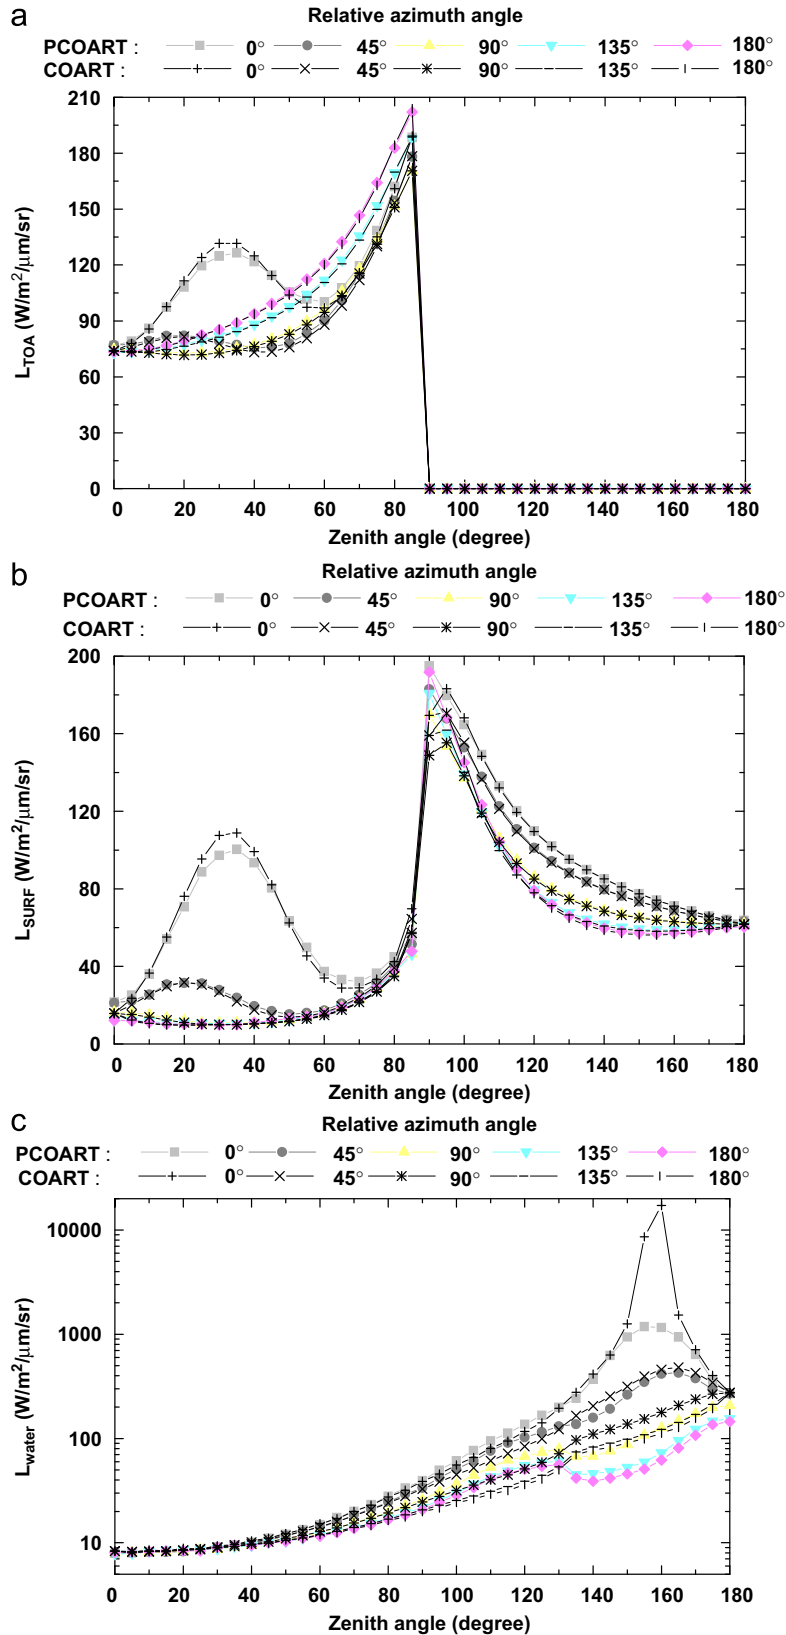 a
Relative azimuth angle
PCOART : 0° 45° 90° 135° 180°
COART : 0° 45° 90° 135° 180°
210
180
150
120
90
60
30
0
L_TOA (W/m²/μm/sr)
0 20 40 60 80 100 120 140 160 180
Zenith angle (degree)
b
Relative azimuth angle
PCOART : 0° 45° 90° 135° 180°
COART : 0° 45° 90° 135° 180°
200
160
120
80
40
0
L_SURF (W/m²/μm/sr)
0 20 40 60 80 100 120 140 160 180
Zenith angle (degree)
c
Relative azimuth angle
PCOART : 0° 45° 90° 135° 180°
COART : 0° 45° 90° 135° 180°
10000
1000
100
10
L_water (W/m²/μm/sr)
0 20 40 60 80 100 120 140 160 180
Zenith angle (degree)